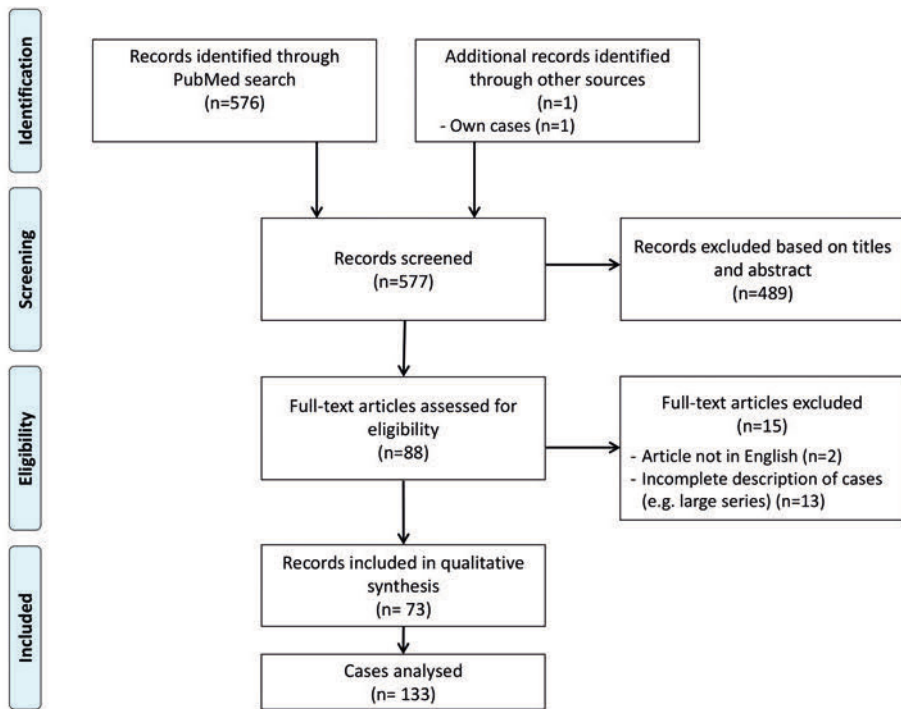 Identification
Records identified through
PubMed search
(n=576)
Additional records identified
through other sources
(n=1)
- Own cases (n=1)
Screening
Records screened
(n=577)
Records excluded based on titles
and abstract
(n=489)
Eligibility
Full-text articles assessed for
eligibility
(n=88)
Full-text articles excluded
(n=15)
- Article not in English (n=2)
- Incomplete description of cases
(e.g. large series) (n=13)
Included
Records included in qualitative
synthesis
(n= 73)
Cases analysed
(n= 133)